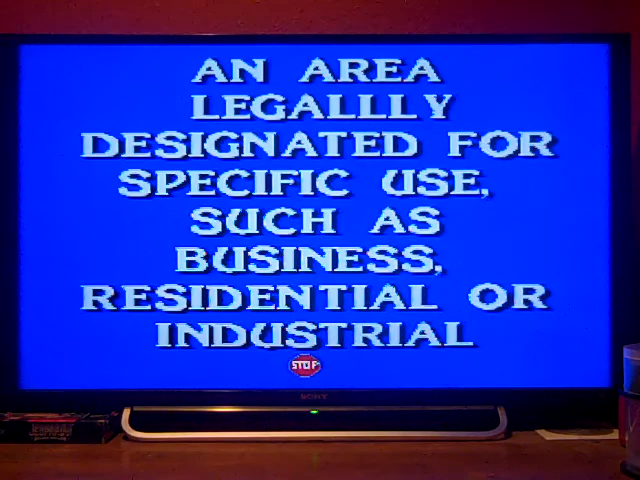 AN AREA
LEGALLLY
DESIGNATED FOR
SPECIFIC USE,
SUCH AS
BUSINESS,
RESIDENTIAL OR
INDUSTRIAL
STOP
SONY